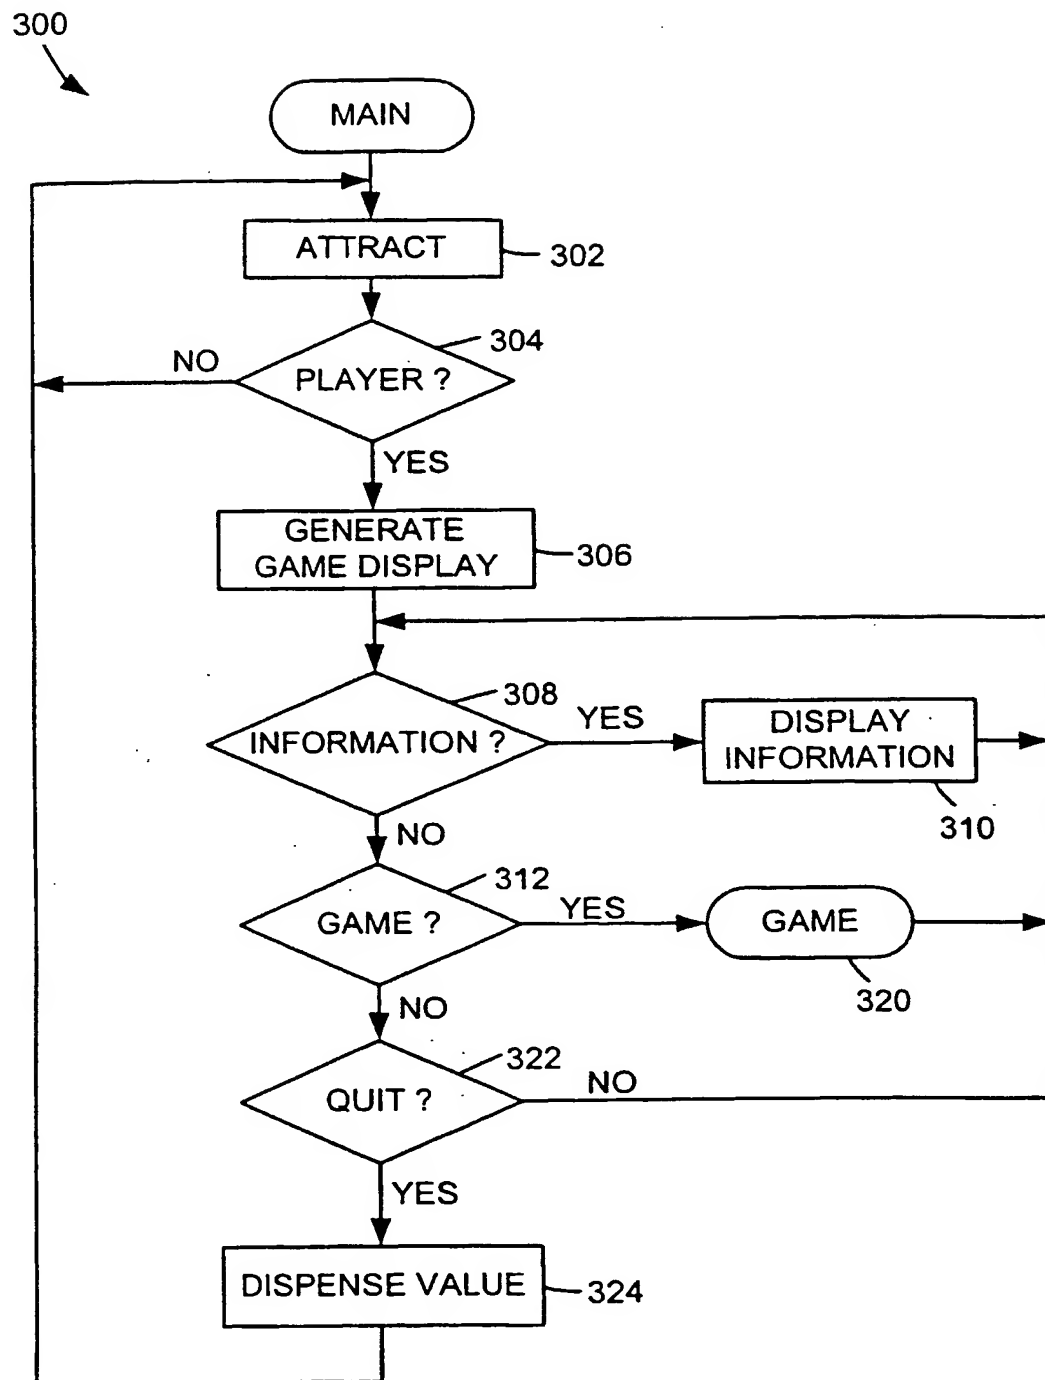 300
MAIN
ATTRACT
302
304
NO
PLAYER ?
YES
GENERATE
GAME DISPLAY
306
308
INFORMATION ?
YES
DISPLAY
INFORMATION
310
NO
312
GAME ?
YES
GAME
320
NO
322
QUIT ?
NO
YES
DISPENSE VALUE
324